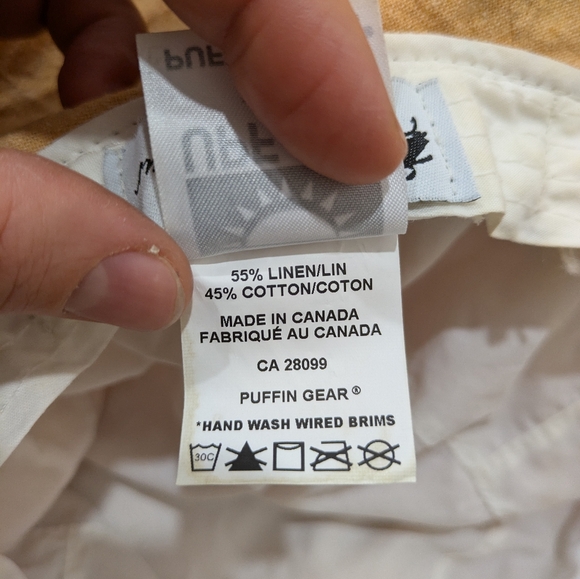 55% LINEN/LIN
45% COTTON/COTON
MADE IN CANADA
FABRIQUÉ AU CANADA
CA 28099
PUFFIN GEAR®
*HAND WASH WIRED BRIMS
30C